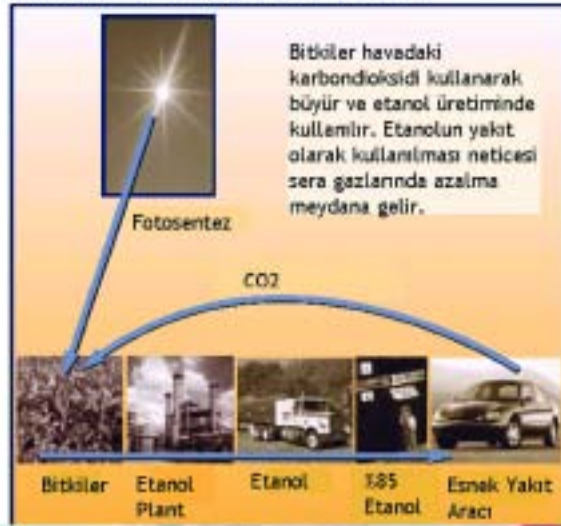 Bitkiler havadaki
karbondioksidi kullanarak
büyür ve etanol üretiminde
kullanılır. Etanolun yakıt
olarak kullanılması neticesi
sera gazlarında azalma
meydana gelir.
Fotosentez
CO2
Bitkiler
Etanol
Plant
Etanol
%85
Etanol
Esnek Yakıt
Aracı